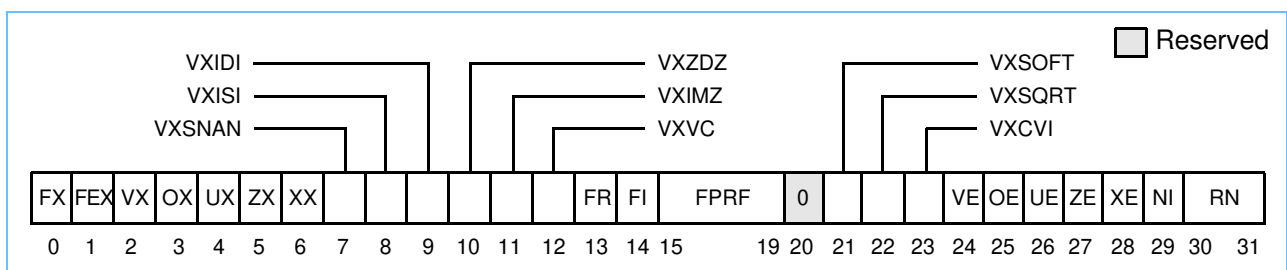 Reserved
VXIDI VXZDZ VXSOFT
VXISI VXIMZ VXSQRT
VXSNAN VXVC VXCVI
FX FEX VX OX UX ZX XX FR FI FPRF 0 VE OE UE ZE XE NI RN
0 1 2 3 4 5 6 7 8 9 10 11 12 13 14 15 19 20 21 22 23 24 25 26 27 28 29 30 31